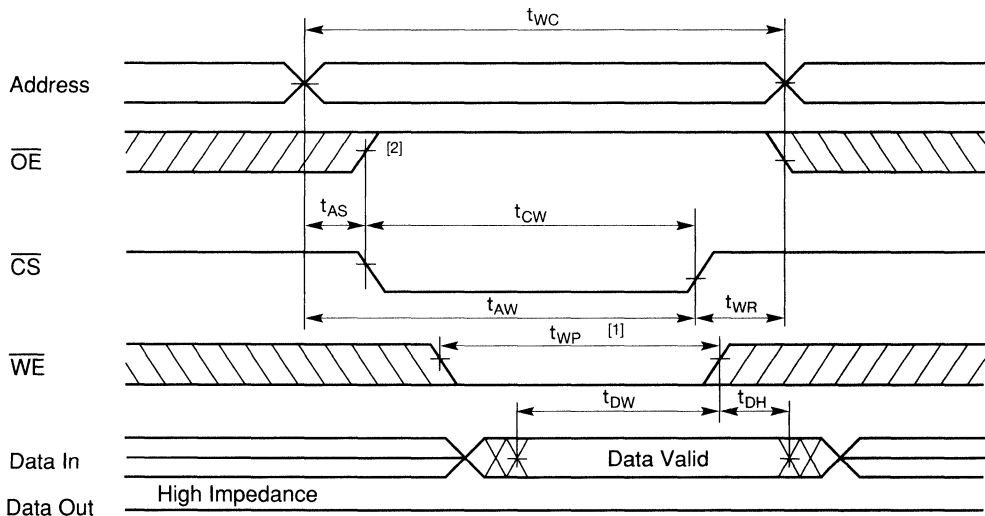 tWC
Address
OE [2]
tAS tCW
CS
tAW tWR
tWP [1]
WE
tDW tDH
Data In Data Valid
High Impedance
Data Out